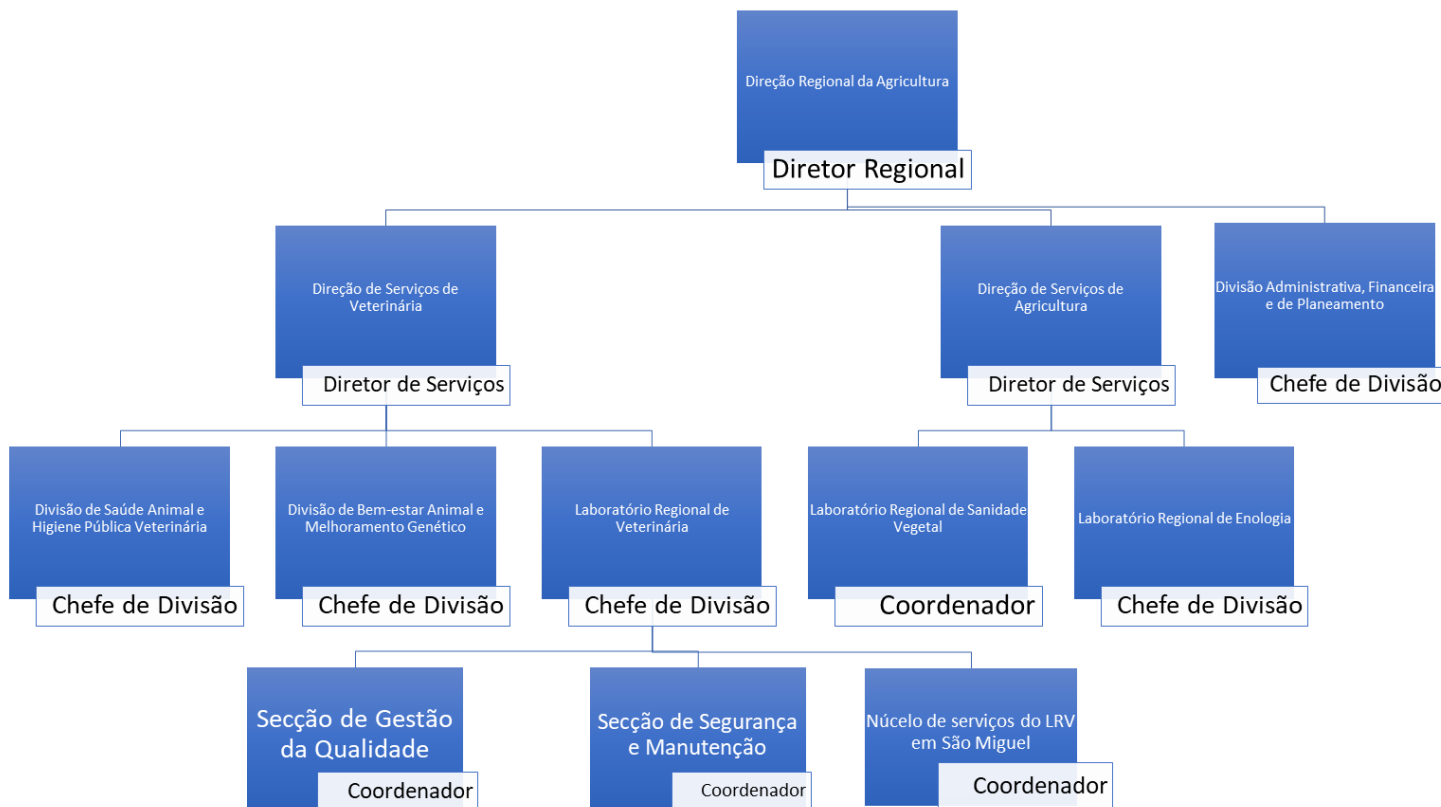 Direção Regional da Agricultura
Diretor Regional
Direção de Serviços de
Veterinária
Diretor de Serviços
Direção de Serviços de
Agricultura
Diretor de Serviços
Divisão Administrativa, Financeira
e de Planeamento
Chefe de Divisão
Divisão de Saúde Animal e
Higiene Pública Veterinária
Chefe de Divisão
Divisão de Bem-estar Animal e
Melhoramento Genético
Chefe de Divisão
Laboratório Regional de
Veterinária
Chefe de Divisão
Laboratório Regional de Sanidade
Vegetal
Coordenador
Laboratório Regional de Enologia
Chefe de Divisão
Secção de Gestão
da Qualidade
Coordenador
Secção de Segurança
e Manutenção
Coordenador
Núcelo de serviços do LRV
em São Miguel
Coordenador